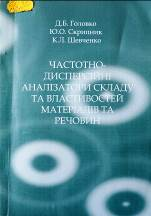 Д.Б. Головко
Ю.О. Скрипник
К.Л. Шевченко
ЧАСТОТНО-
ДИСПЕРСІЙНІ
АНАЛІЗАТОРИ СКЛАДУ
ТА ВЛАСТИВОСТЕЙ
МАТЕРІАЛІВ ТА
РЕЧОВИН